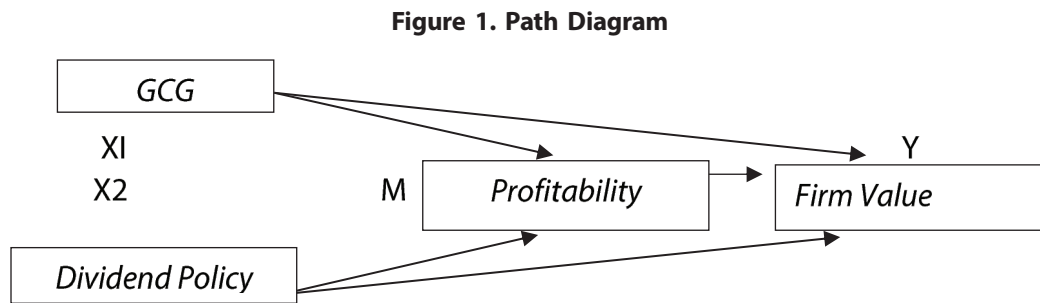 Figure 1. Path Diagram
GCG
XI
Y
X2
M
Profitability
Firm Value
Dividend Policy